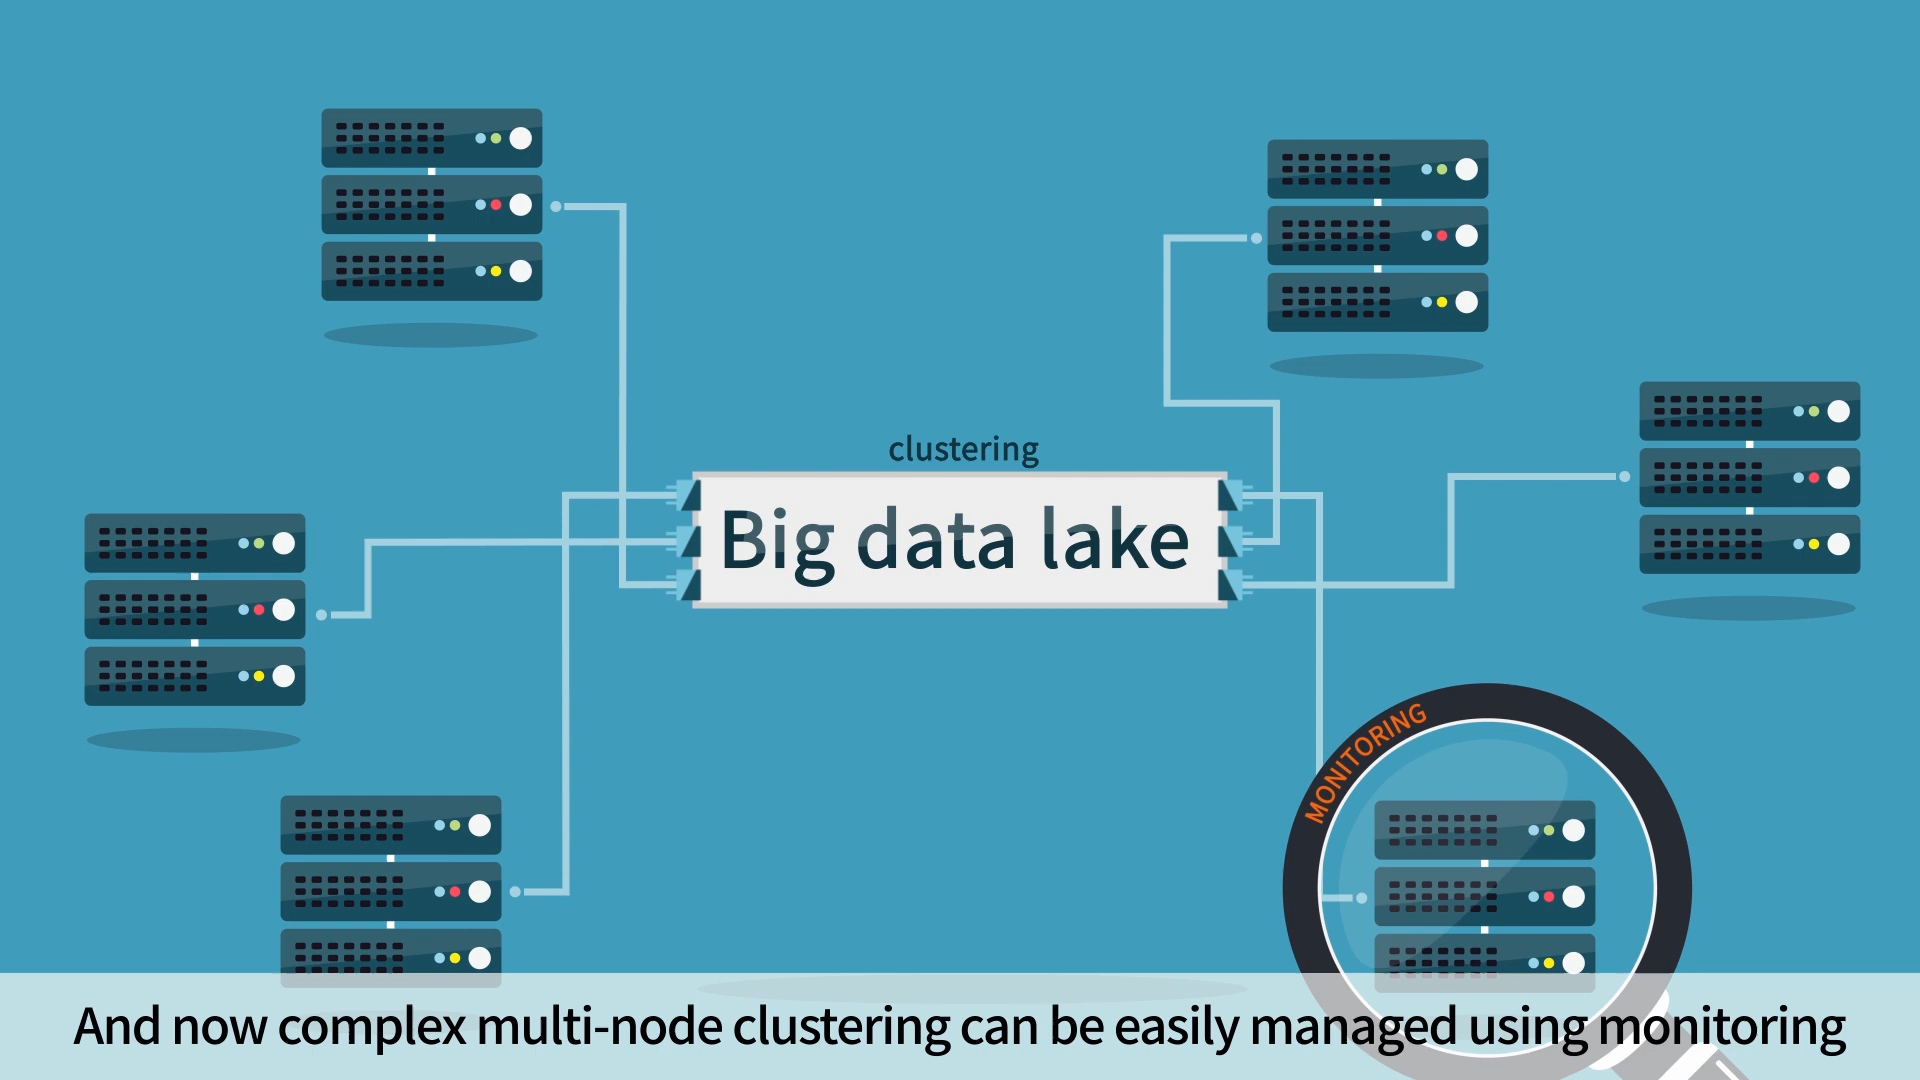 clustering
Big data lake
MONITORING
And now complex multi-node clustering can be easily managed using monitoring